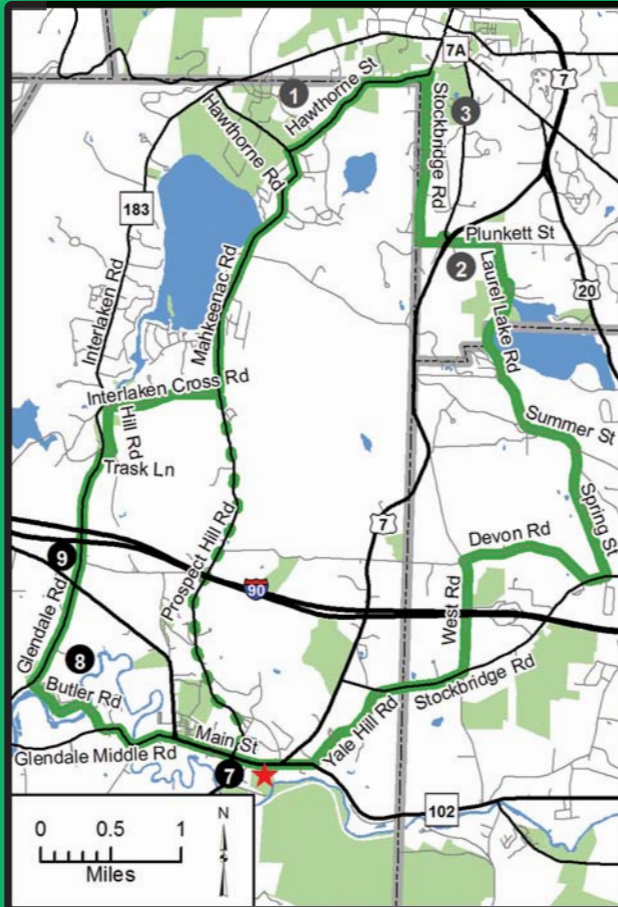 7A
7
1
Hawthorne St
Hawthorne Rd
Stockbridge Rd
3
183
Plunkett St
2
Laurel Lake Rd
20
Interlaken Rd
Mahkeenac Rd
Interlaken Cross Rd
Hill Rd
Trask Ln
Summer St
Spring St
7
Devon Rd
9
Prospect Hill Rd
90
West Rd
Glendale Rd
8
Butler Rd
Stockbridge Rd
Yale Hill Rd
Main St
Glendale Middle Rd
7
102
0 0.5 1
Miles
N